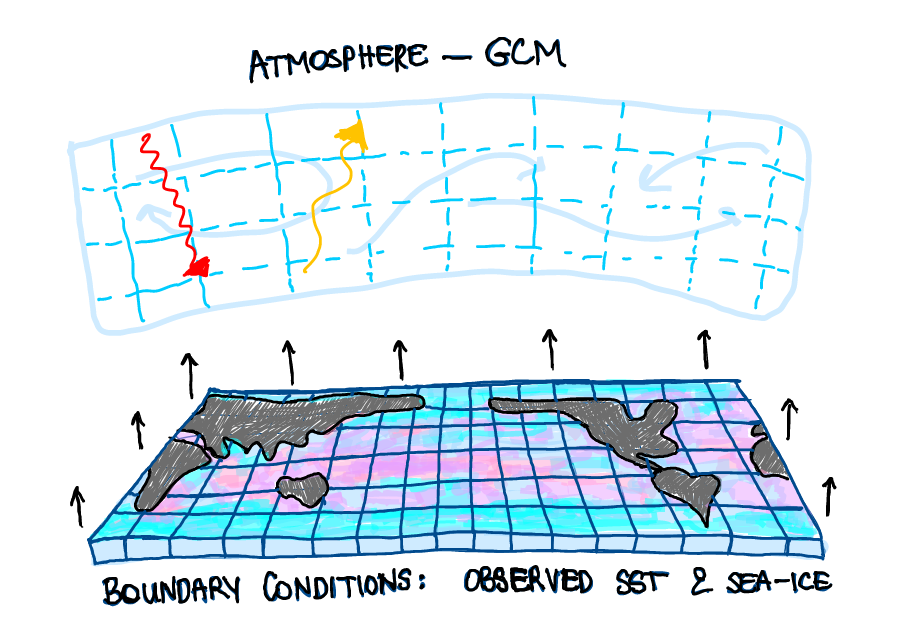 ATMOSPHERE – GCM
BOUNDARY CONDITIONS: OBSERVED SST & SEA-ICE